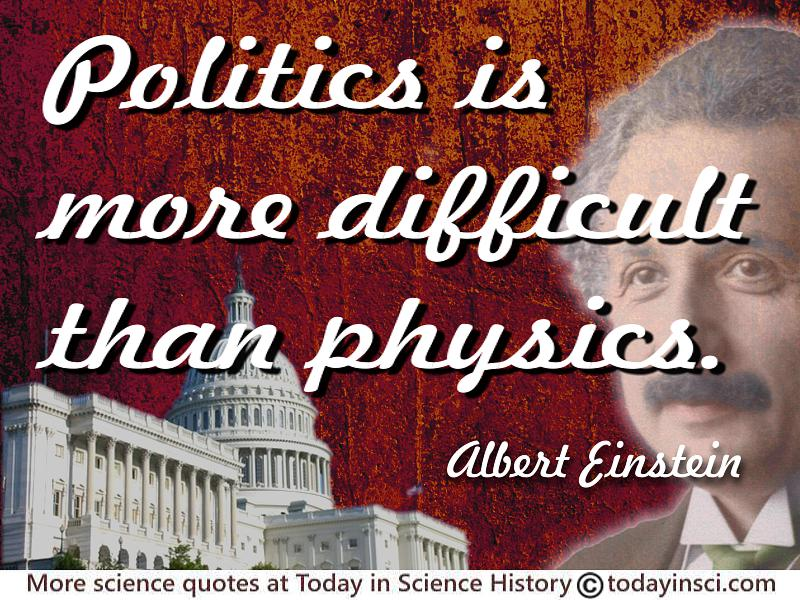 Politics is
more difficult
than physics.
Albert Einstein
More science quotes at Today in Science History © todayinsci.com